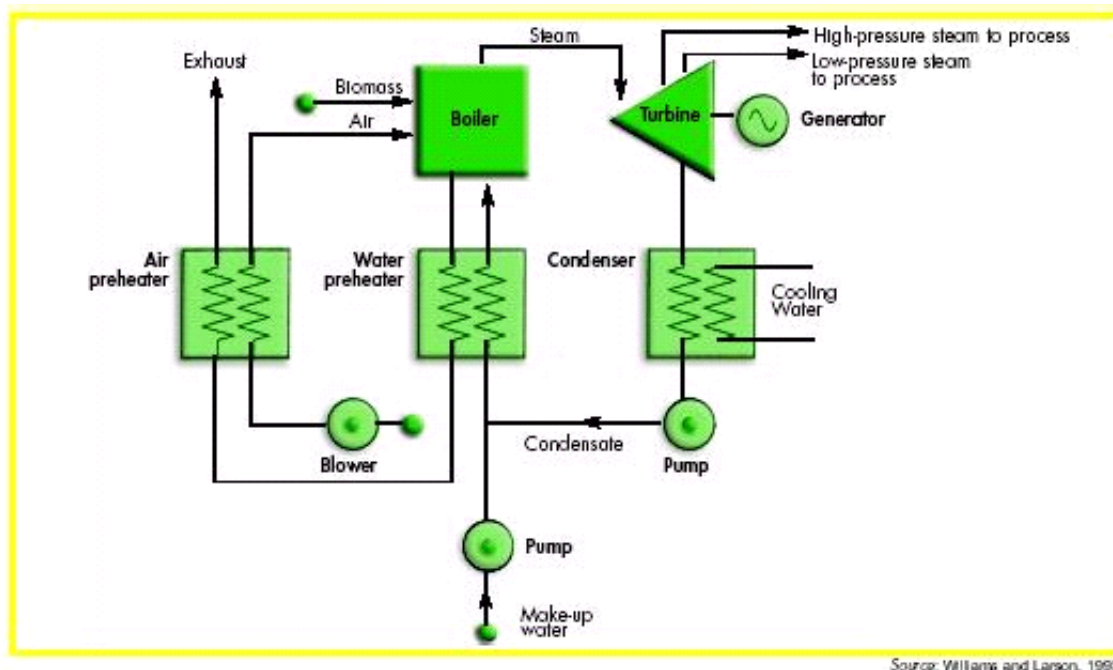 Steam
High-pressure steam to process
Low-pressure steam
to process
Exhaust
Biomass
Air
Boiler
Turbine
Generator
Air
preheater
Water
preheater
Condenser
Cooling
Water
Blower
Condensate
Pump
Pump
Make-up
water
Source: Williams and Larson,